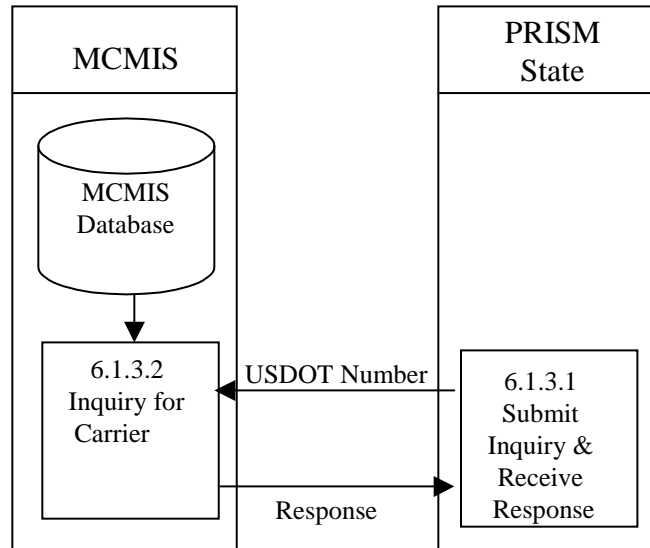 MCMIS
PRISM
State
MCMIS
Database
6.1.3.2
Inquiry for
Carrier
USDOT Number
Response
6.1.3.1
Submit
Inquiry &
Receive
Response